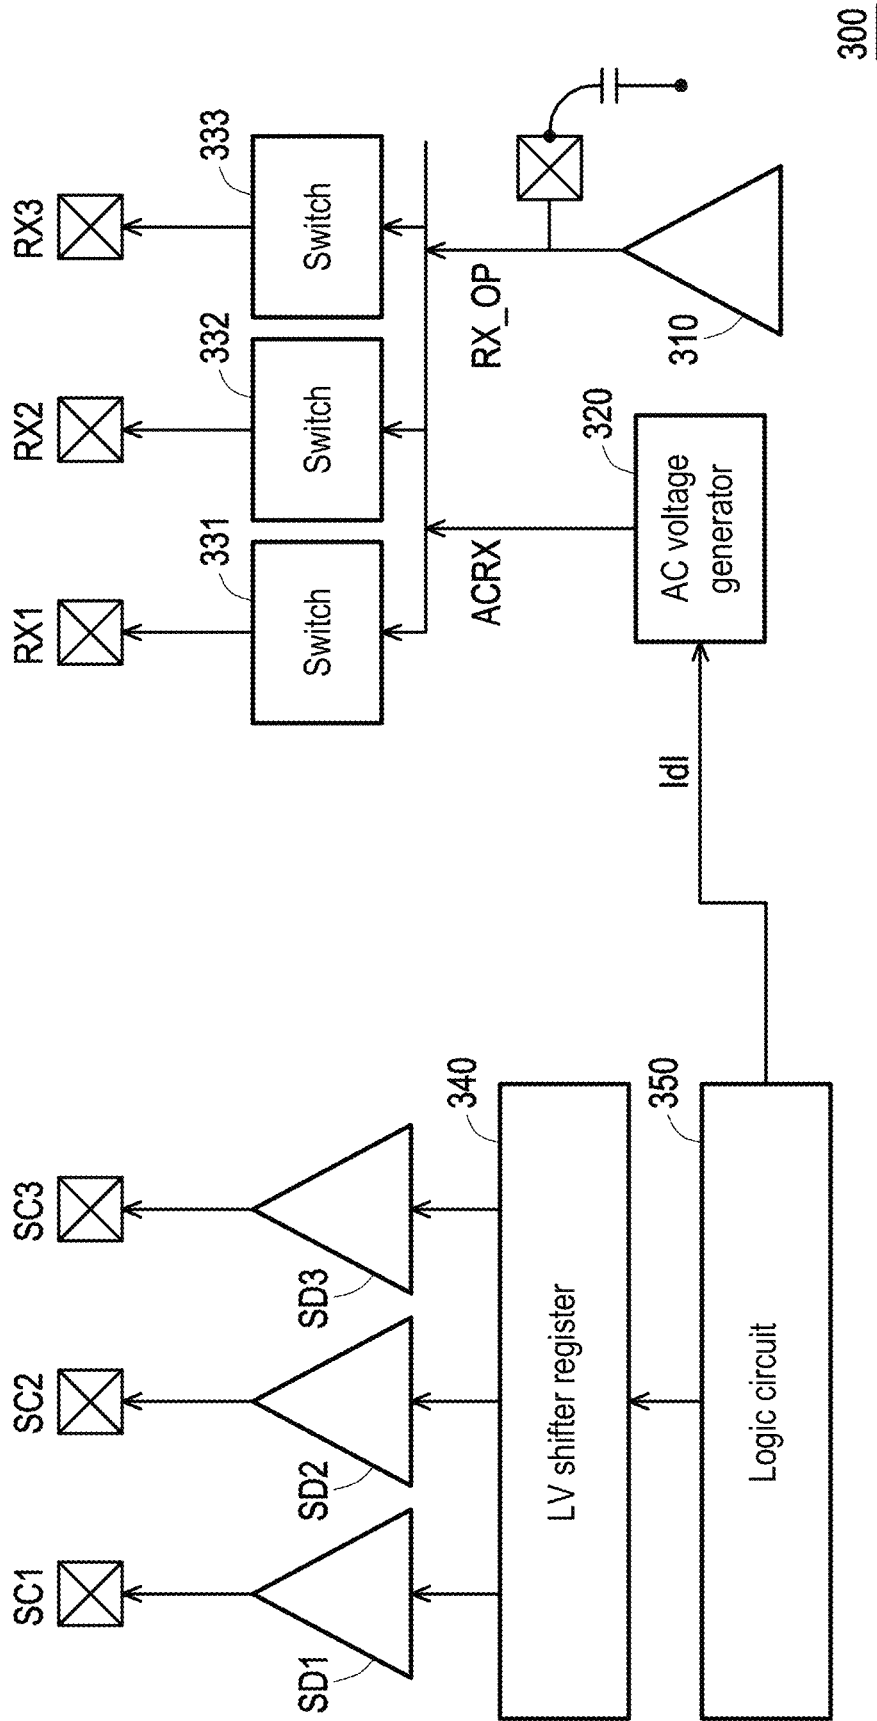 SC1
SC2
SC3
RX1
RX2
RX3
SD1
SD2
SD3
331
332
333
Switch
Switch
Switch
340
LV shifter register
ACRX
RX_OP
320
310
AC voltage
generator
350
Logic circuit
Idl
300